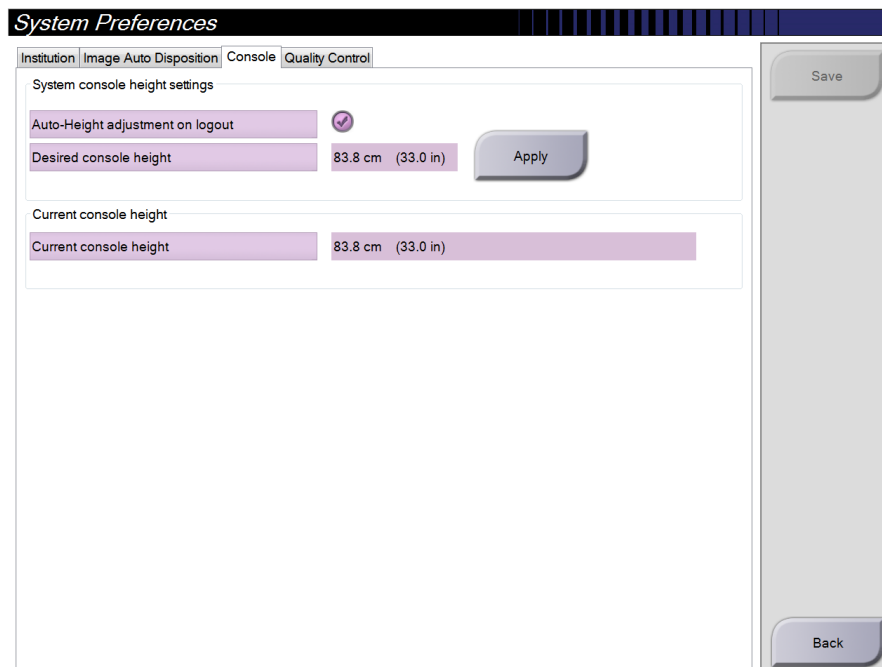 System Preferences
Institution Image Auto Disposition Console Quality Control
Save
System console height settings
Auto-Height adjustment on logout
Desired console height 83.8 cm (33.0 in) Apply
Current console height
Current console height 83.8 cm (33.0 in)
Back